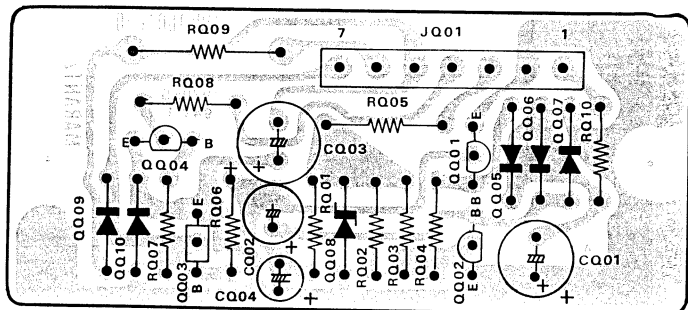 RQ09
7 JQ01 1
RQ08
RQ05
E B
QQ04
CQ03
E
QQ01
B
QQ06
QQ07
RQ10
QQ05
QQ09
QQ10
RQ07
E
QQ03
B
RQ06
+
+
CQ02
+
CQ04
+
RQ01
QQ08
RQ02
RQ03
RQ04
B
QQ02
E
CQ01
+
+